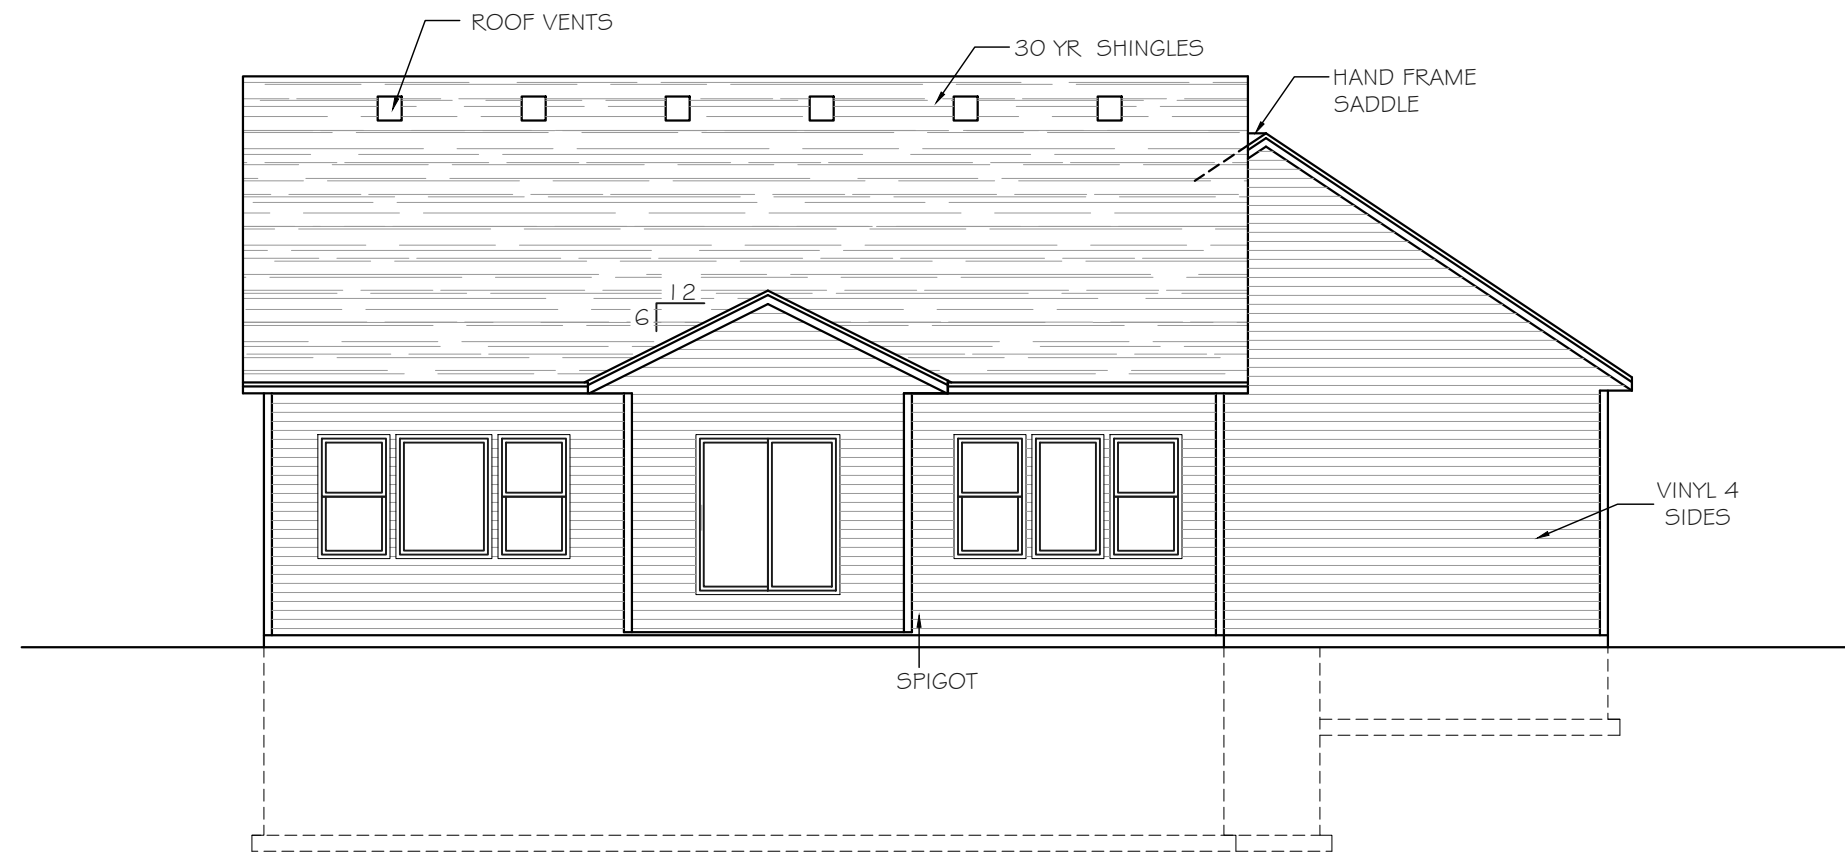 ROOF VENTS
30 YR SHINGLES
HAND FRAME
SADDLE
12
6
VINYL 4
SIDES
SPIGOT